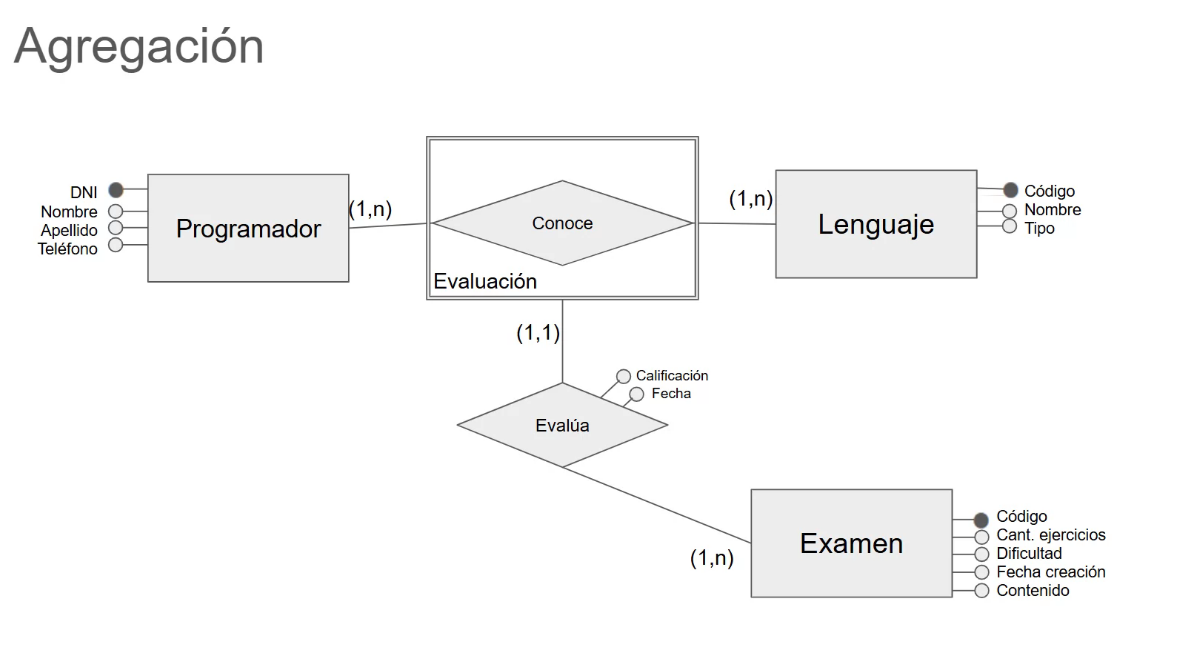 Agregación
DNI
Nombre
Apellido
Teléfono
Programador
(1,n)
Conoce
Evaluación
(1,n)
Lenguaje
Código
Nombre
Tipo
(1,1)
Calificación
Fecha
Evalúa
(1,n)
Examen
Código
Cant. ejercicios
Dificultad
Fecha creación
Contenido